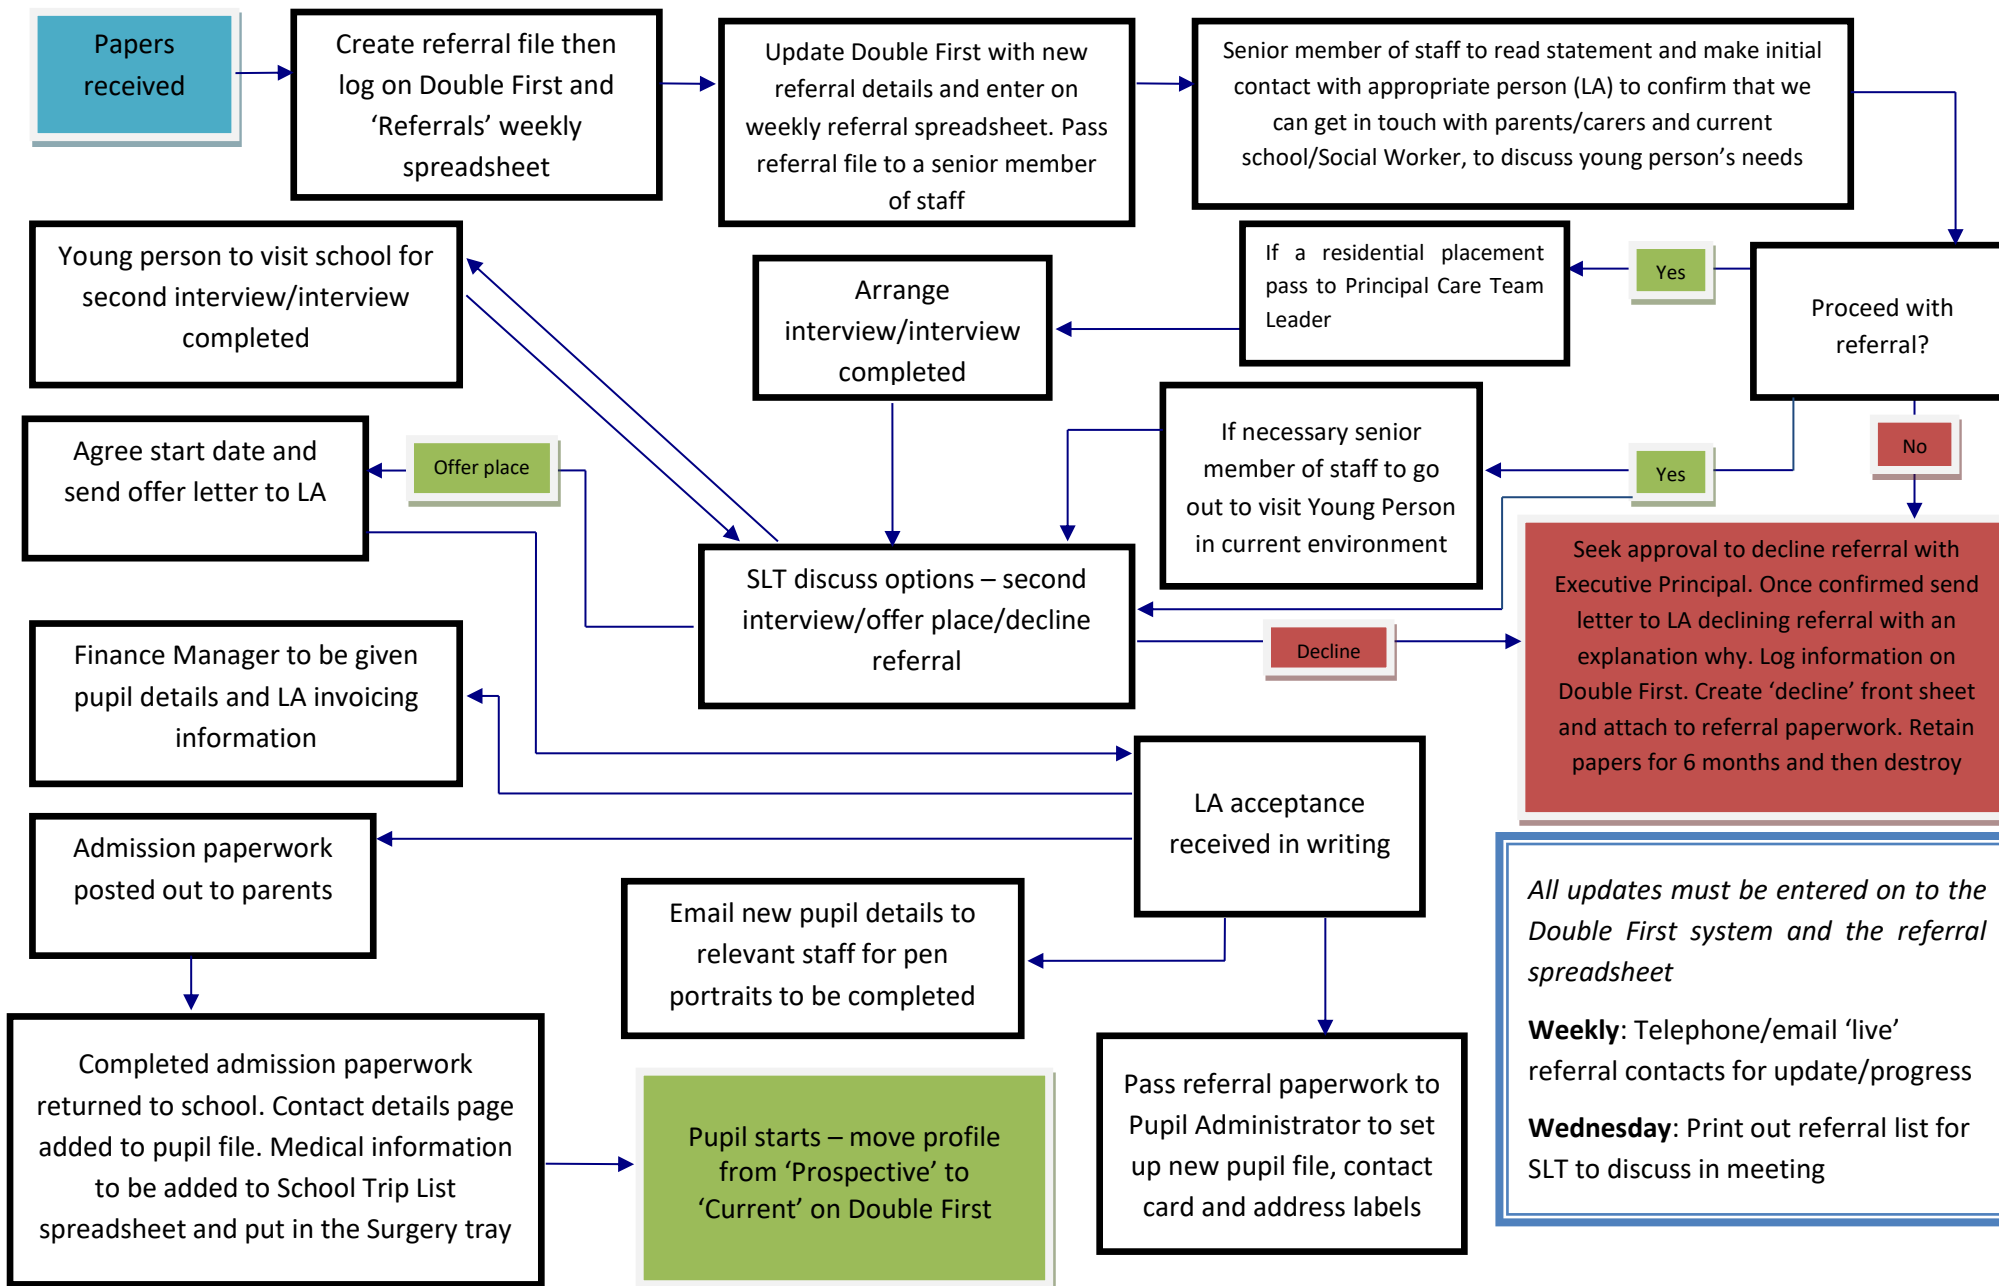 Papers
received
Create referral file then
log on Double First and
‘Referrals’ weekly
spreadsheet
Update Double First with new
referral details and enter on
weekly referral spreadsheet. Pass
referral file to a senior member
of staff
Senior member of staff to read statement and make initial
contact with appropriate person (LA) to confirm that we
can get in touch with parents/carers and current
school/Social Worker, to discuss young person’s needs
Young person to visit school for
second interview/interview
completed
Arrange
interview/interview
completed
If a residential placement
pass to Principal Care Team
Leader
Yes
Proceed with
referral?
Agree start date and
send offer letter to LA
Offer place
If necessary senior
member of staff to go
out to visit Young Person
in current environment
Yes
No
SLT discuss options – second
interview/offer place/decline
referral
Decline
Seek approval to decline referral with
Executive Principal. Once confirmed send
letter to LA declining referral with an
explanation why. Log information on
Double First. Create ‘decline’ front sheet
and attach to referral paperwork. Retain
papers for 6 months and then destroy
Finance Manager to be given
pupil details and LA invoicing
information
LA acceptance
received in writing
Admission paperwork
posted out to parents
Email new pupil details to
relevant staff for pen
portraits to be completed
All updates must be entered on to the
Double First system and the referral
spreadsheet
Weekly: Telephone/email ‘live’
referral contacts for update/progress
Wednesday: Print out referral list for
SLT to discuss in meeting
Completed admission paperwork
returned to school. Contact details page
added to pupil file. Medical information
to be added to School Trip List
spreadsheet and put in the Surgery tray
Pupil starts – move profile
from ‘Prospective’ to
‘Current’ on Double First
Pass referral paperwork to
Pupil Administrator to set
up new pupil file, contact
card and address labels